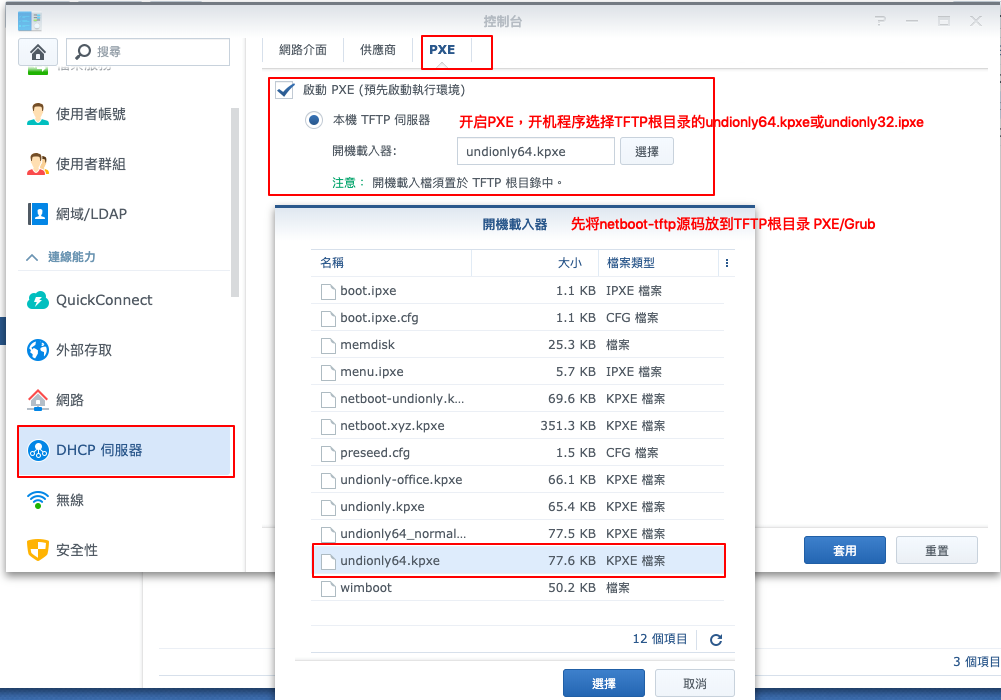 控制台
搜尋
檔案服務
使用者帳號
使用者群組
網域/LDAP
連線能力
QuickConnect
外部存取
網路
DHCP 伺服器
無線
安全性
網路介面
供應商
PXE
啟動 PXE (預先啟動執行環境)
本機 TFTP 伺服器
开启PXE，开机程序选择TFTP根目录的undionly64.kpxe或undionly32.ipxe
開機載入器:
undionly64.kpxe
選擇
注意： 開機載入檔須置於 TFTP 根目錄中。
開機載入器
先将netboot-tftp源码放到TFTP根目录 PXE/Grub
名稱 大小 檔案類型
boot.ipxe 1.1 KB IPXE 檔案
boot.ipxe.cfg 1.1 KB CFG 檔案
memdisk 25.3 KB 檔案
menu.ipxe 5.7 KB IPXE 檔案
netboot-undionly.k... 69.6 KB KPXE 檔案
netboot.xyz.kpxe 351.3 KB KPXE 檔案
preseed.cfg 1.5 KB CFG 檔案
undionly-office.kpxe 66.1 KB KPXE 檔案
undionly.kpxe 65.4 KB KPXE 檔案
undionly64_normal... 77.5 KB KPXE 檔案
undionly64.kpxe 77.6 KB KPXE 檔案
wimboot 50.2 KB 檔案
12 個項目
選擇
取消
套用
重置
3 個項目